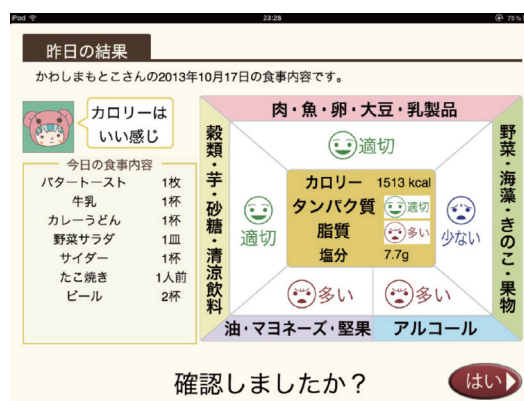 iPad 23:28 75%
昨日の結果
かわしまもとこさんの2013年10月17日の食事内容です。
カロリーは
いい感じ
今日の食事内容
バタートースト 1枚
牛乳 1杯
カレーうどん 1杯
野菜サラダ 1皿
サイダー 1杯
たこ焼き 1人前
ビール 2杯
肉・魚・卵・大豆・乳製品
適切
穀類・芋・砂糖・清涼飲料
適切
カロリー 1513 kcal
タンパク質 適切
脂質 多い
塩分 7.7g
野菜・海藻・きのこ・果物
少ない
多い
多い
油・マヨネーズ・堅果
アルコール
確認しましたか？
はい